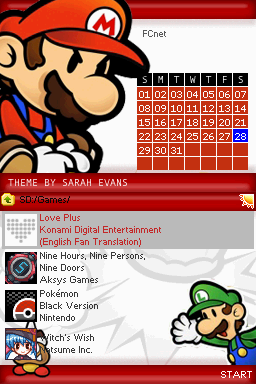 FCnet
S M T W T F S
01 02 03 04 05 06 07
08 09 10 11 12 13 14
15 16 17 18 19 20 21
22 23 24 25 26 27 28
29 30 31
THEME BY SARAH EVANS
SD:/Games/
Love Plus
Konami Digital Entertainment
(English Fan Translation)
Nine Hours, Nine Persons,
Nine Doors
Aksys Games
Pokémon
Black Version
Nintendo
Witch's Wish
Natsume Inc.
START